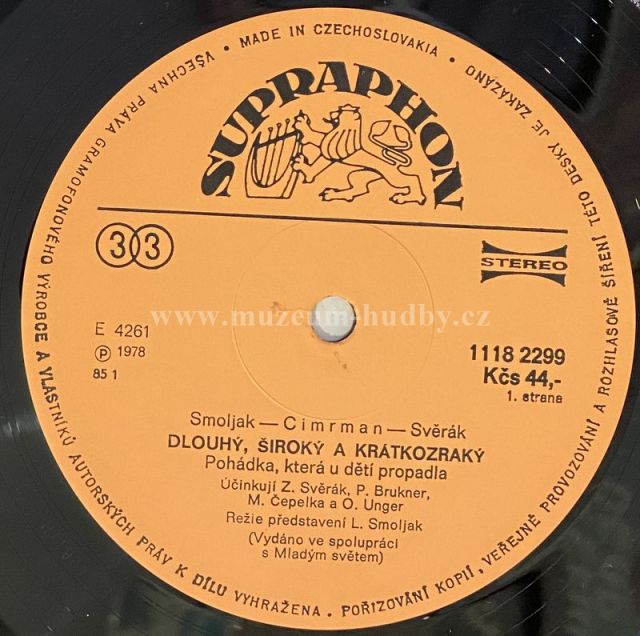 VŠECHNA PRÁVA GRAMOFONOVÉHO VÝROBCE A VLASTNÍKŮ AUTORSKÝCH PRÁV K DÍLU VYHRAŽENA. POŘIZOVÁNÍ KOPIÍ, VEŘEJNÉ PROVOZOVÁNÍ A ROZHLASOVÉ ŠÍŘENÍ TÉTO DESKY JE ZAKÁZÁNO
• MADE IN CZECHOSLOVAKIA •
SUPRAPHON
33
STEREO
www.muzeum-hudby.cz
E 4261
℗ 1978
85 1
1118 2299
Kčs 44,-
1. strana
Smoljak — Cimrman — Svěrák
DLOUHÝ, ŠIROKÝ A KRÁTKOZRAKÝ
Pohádka, která u dětí propadla
Účinkují Z. Svěrák, P. Brukner,
M. Čepelka a O. Unger
Režie představení L. Smoljak
(Vydáno ve spolupráci
s Mladým světem)